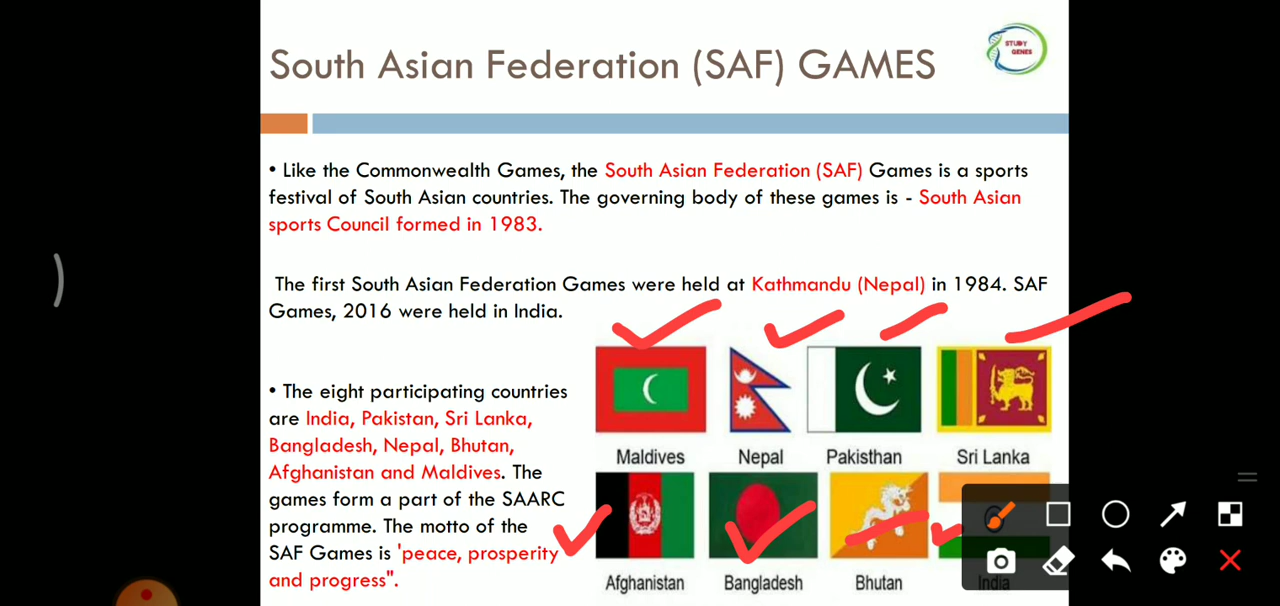 South Asian Federation (SAF) GAMES
STUDY
GENES
• Like the Commonwealth Games, the South Asian Federation (SAF) Games is a sports
festival of South Asian countries. The governing body of these games is - South Asian
sports Council formed in 1983.
The first South Asian Federation Games were held at Kathmandu (Nepal) in 1984. SAF
Games, 2016 were held in India.
• The eight participating countries
are India, Pakistan, Sri Lanka,
Bangladesh, Nepal, Bhutan,
Afghanistan and Maldives. The
games form a part of the SAARC
programme. The motto of the
SAF Games is 'peace, prosperity
and progress".
Maldives Nepal Pakisthan Sri Lanka
Afghanistan Bangladesh Bhutan India